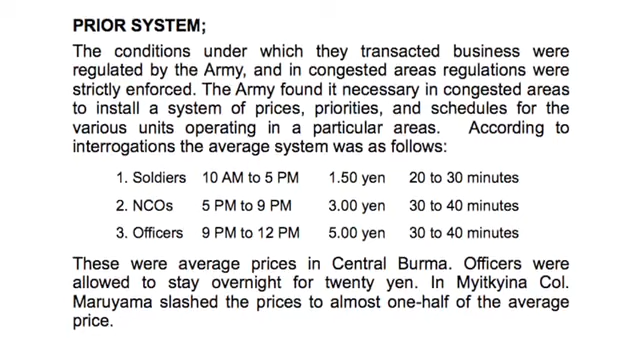 PRIOR SYSTEM;
The conditions under which they transacted business were
regulated by the Army, and in congested areas regulations were
strictly enforced. The Army found it necessary in congested areas
to install a system of prices, priorities, and schedules for the
various units operating in a particular areas. According to
interrogations the average system was as follows:
1. Soldiers 10 AM to 5 PM 1.50 yen 20 to 30 minutes
2. NCOs 5 PM to 9 PM 3.00 yen 30 to 40 minutes
3. Officers 9 PM to 12 PM 5.00 yen 30 to 40 minutes
These were average prices in Central Burma. Officers were
allowed to stay overnight for twenty yen. In Myitkyina Col.
Maruyama slashed the prices to almost one-half of the average
price.